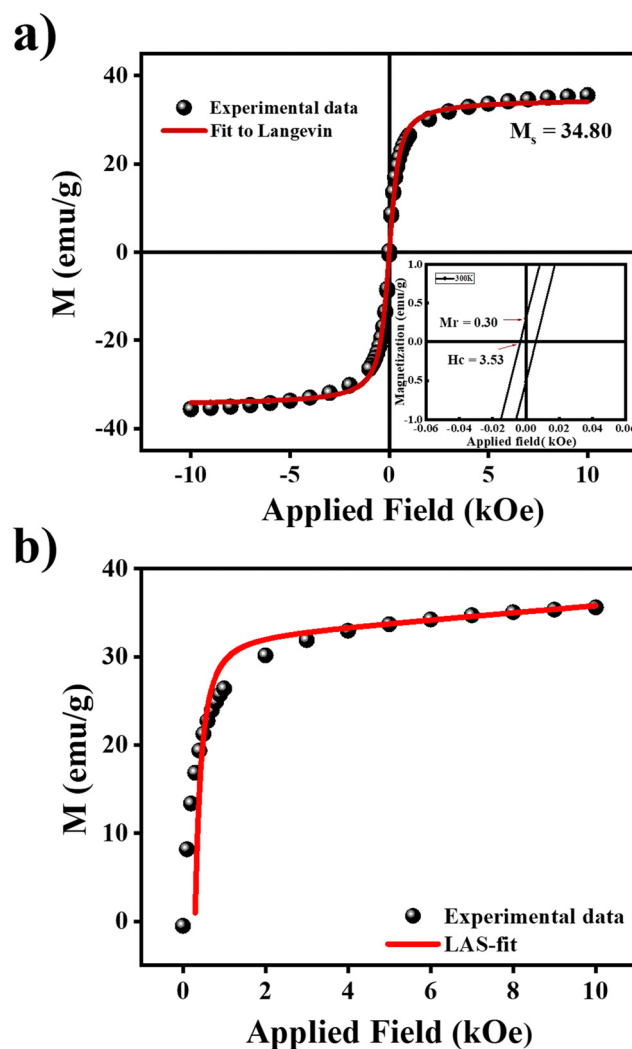 a)
40
20
0
-20
-40
M (emu/g)
Experimental data
Fit to Langevin
Ms = 34.80
1.0
0.5
0.0
-0.5
-1.0
Magnetization (emu/g)
300K
Mr = 0.30
Hc = 3.53
-0.06 -0.04 -0.02 0.00 0.02 0.04 0.06
Applied field( kOe)
-10 -5 0 5 10
Applied Field (kOe)
b)
40
30
20
10
0
M (emu/g)
Experimental data
LAS-fit
0 2 4 6 8 10
Applied Field (kOe)